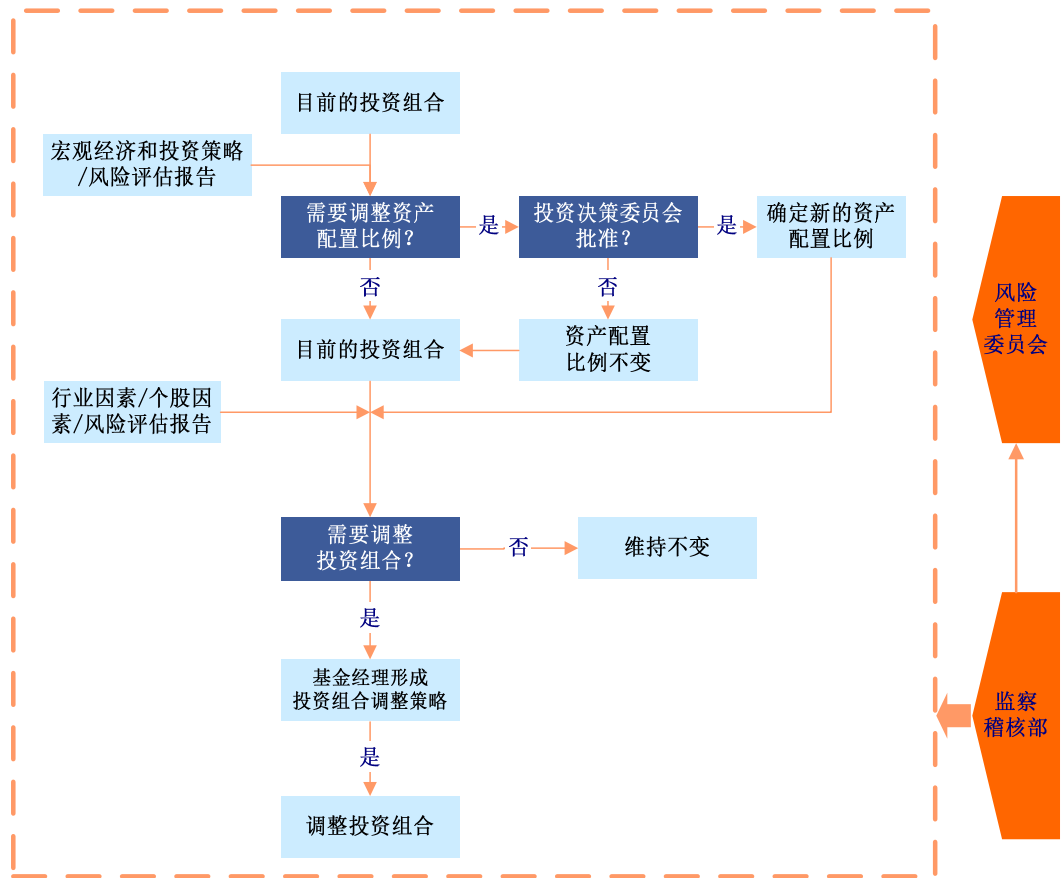 目前的投资组合
宏观经济和投资策略
/风险评估报告
需要调整资产
配置比例？
是
投资决策委员会
批准？
是
确定新的资产
配置比例
否
否
目前的投资组合
资产配置
比例不变
行业因素/个股因
素/风险评估报告
需要调整
投资组合？
否
维持不变
是
基金经理形成
投资组合调整策略
是
调整投资组合
风险
管理
委员会
监察
稽核部